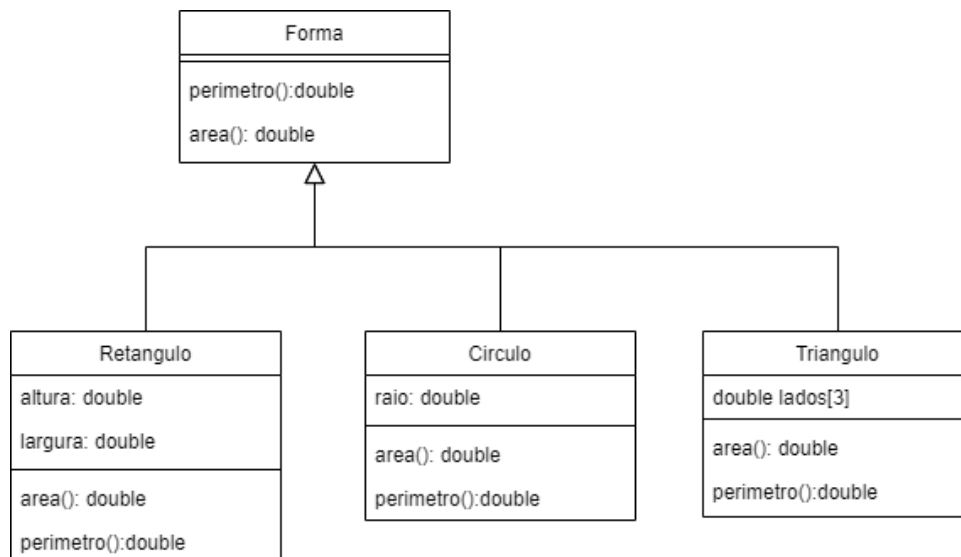 Forma
perimetro():double
area(): double
Retangulo
altura: double
largura: double
area(): double
perimetro():double
Circulo
raio: double
area(): double
perimetro():double
Triangulo
double lados[3]
area(): double
perimetro():double